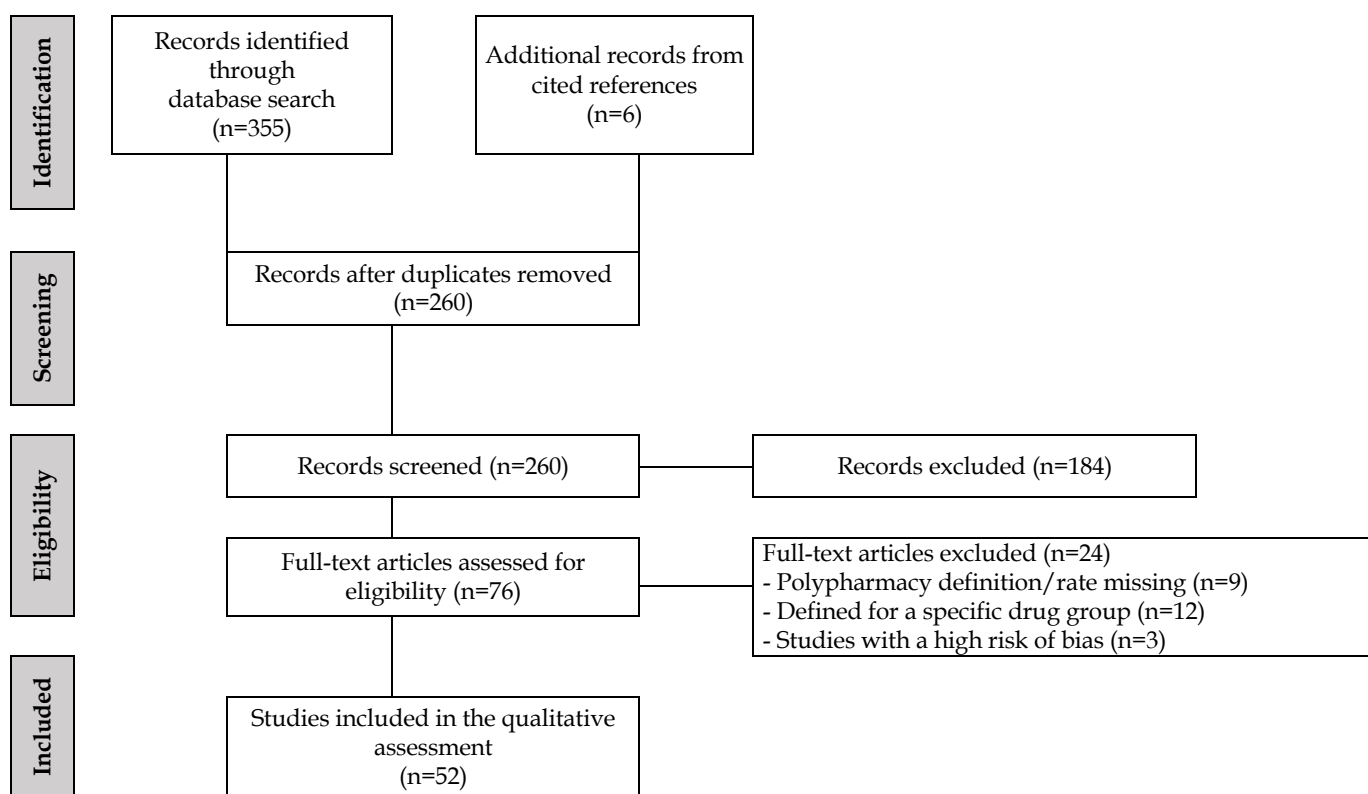 Identification
Records identified
through
database search
(n=355)
Additional records from
cited references
(n=6)
Screening
Records after duplicates removed
(n=260)
Eligibility
Records screened (n=260)
Records excluded (n=184)
Full-text articles assessed for
eligibility (n=76)
Full-text articles excluded (n=24)
- Polypharmacy definition/rate missing (n=9)
- Defined for a specific drug group (n=12)
- Studies with a high risk of bias (n=3)
Included
Studies included in the qualitative
assessment
(n=52)